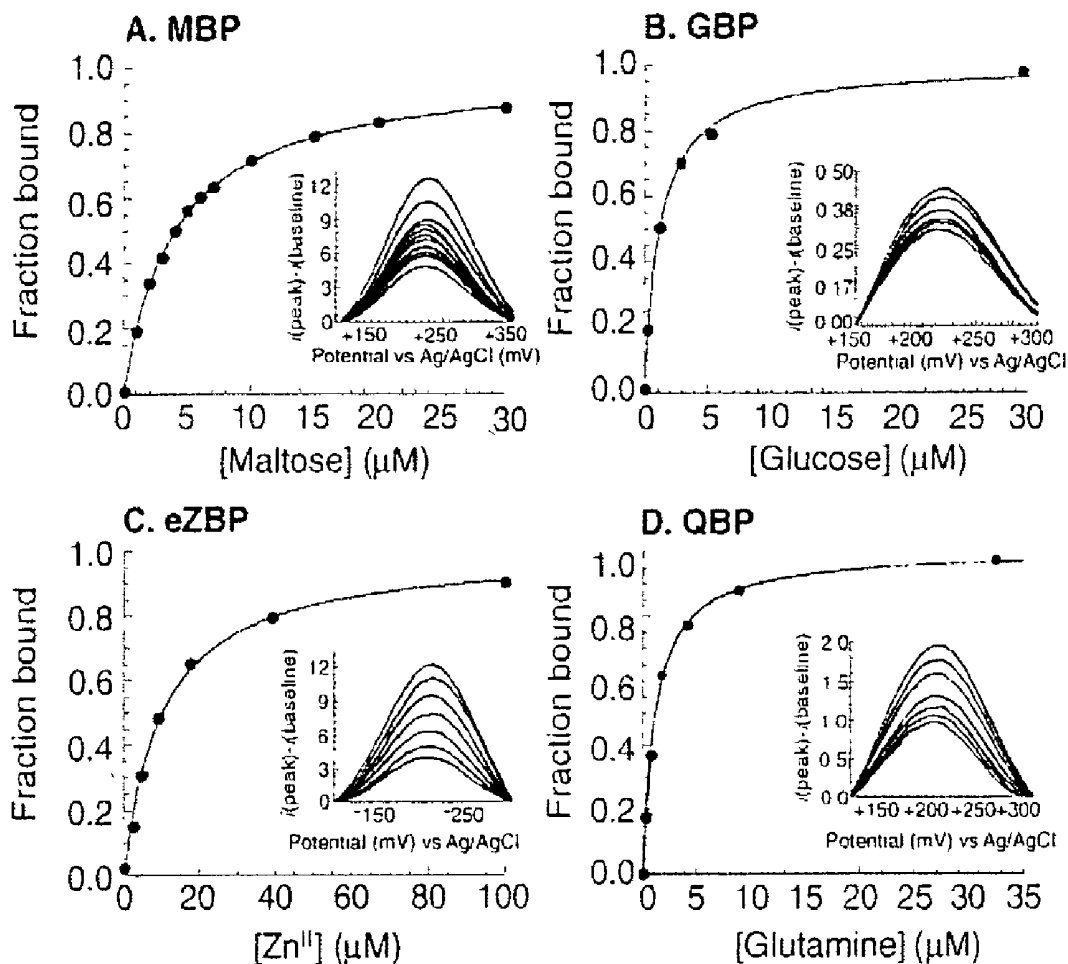 A. MBP
Fraction bound
1.0
0.8
0.6
0.4
0.2
0.0
0 5 10 15 20 25 30
[Maltose] (μM)
i(peak)-i(baseline)
12
9
6
3
0
+150 +250 +350
Potential vs Ag/AgCl (mV)
B. GBP
Fraction bound
1.0
0.8
0.6
0.4
0.2
0.0
0 5 10 15 20 25 30
[Glucose] (μM)
i(peak)-i(baseline)
0 50
0 38
0.25
0.17
0 00
+150 +200 +250 +300
Potential (mV) vs Ag/AgCl
C. eZBP
Fraction bound
1.0
0.8
0.6
0.4
0.2
0.0
0 20 40 60 80 100
[Zn^II] (μM)
i(peak)-i(baseline)
12
9
6
3
0
-150 -250
Potential (mV) vs Ag/AgCl
D. QBP
Fraction bound
1.0
0.8
0.6
0.4
0.2
0.0
0 5 10 15 20 25 30 35
[Glutamine] (μM)
i(peak)-i(baseline)
2 0
1 0
0 0
+150 +200 +250 +300
Potential (mV) vs Ag/AgCl